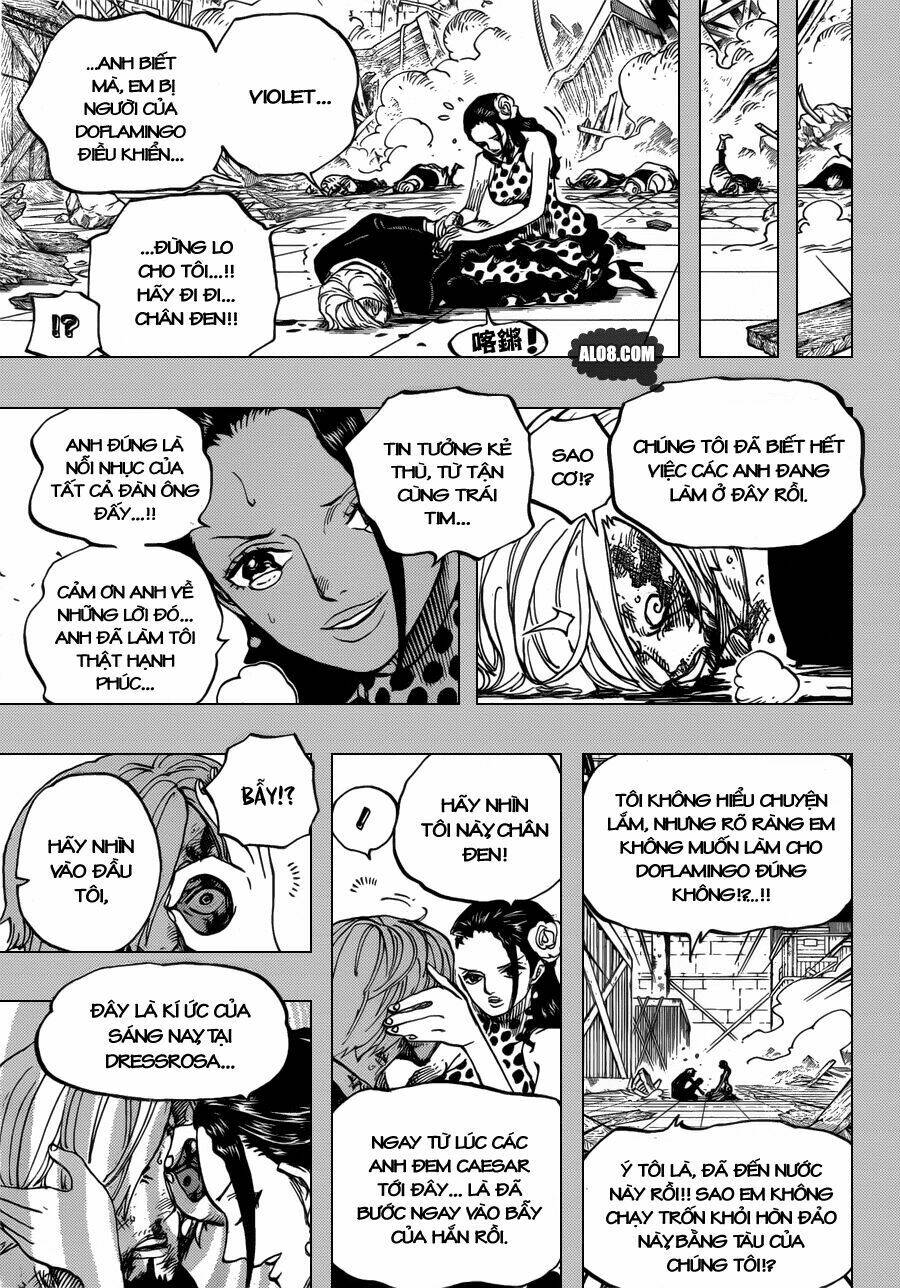 VIOLET...
...ANH BIẾT
MÀ, EM BỊ
NGƯỜI CỦA
DOFLAMINGO
ĐIỀU KHIỂN...
...ĐỪNG LO
CHO TÔI...!!
HÃY ĐI ĐI...
CHÂN ĐEN!!
!?
喀鏘!
ALO8.COM
CHÚNG TÔI ĐÃ BIẾT HẾT
VIỆC CÁC ANH ĐANG
LÀM Ở ĐÂY RỒI.
SAO
CƠ!?
TIN TƯỞNG KẺ
THÙ, TỪ TẬN
CÙNG TRÁI
TIM...
ANH ĐÚNG LÀ
NỖI NHỤC CỦA
TẤT CẢ ĐÀN ÔNG
ĐẤY...!!
CẢM ƠN ANH VỀ
NHỮNG LỜI ĐÓ...
ANH ĐÃ LÀM TÔI
THẬT HẠNH
PHÚC...
TÔI KHÔNG HIỂU CHUYỆN
LẮM, NHƯNG RÕ RÀNG EM
KHÔNG MUỐN LÀM CHO
DOFLAMINGO ĐÚNG
KHÔNG!?...!!
Ý TÔI LÀ, ĐÃ ĐẾN NƯỚC
NÀY RỒI!! SAO EM KHÔNG
CHẠY TRỐN KHỎI HÒN ĐẢO
NÀY, BẰNG TÀU CỦA
CHÚNG TÔI!?
HÃY NHÌN
TÔI NÀY, CHÂN
ĐEN!
!
NGAY TỪ LÚC CÁC
ANH ĐEM CAESAR
TỚI ĐÂY... LÀ ĐÃ
BƯỚC NGAY VÀO BẪY
CỦA HẮN RỒI.
BẪY!?
HÃY NHÌN
VÀO ĐẦU
TÔI,
ĐÂY LÀ KÍ ỨC CỦA
SÁNG NAY, TẠI
DRESSROSA...